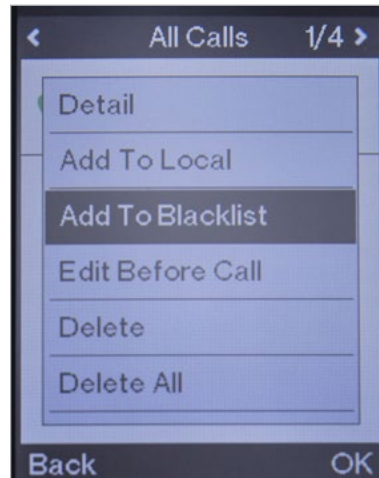 < All Calls 1/4 >
Detail
Add To Local
Add To Blacklist
Edit Before Call
Delete
Delete All
Back OK